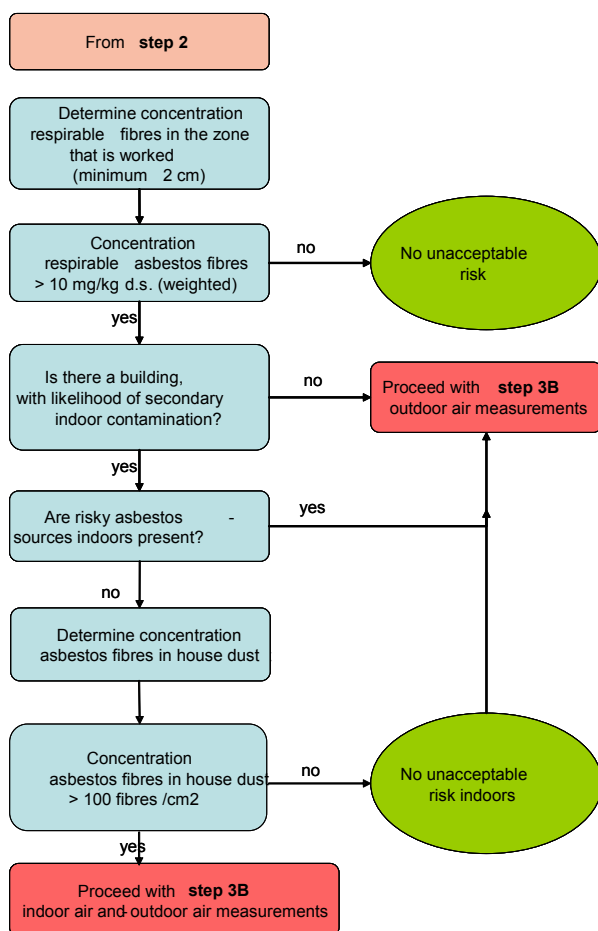 From step 2
Determine concentration
respirable fibres in the zone
that is worked
(minimum 2 cm)
Concentration
respirable asbestos fibres
> 10 mg/kg d.s. (weighted)
no
No unacceptable
risk
yes
Is there a building,
with likelihood of secondary
indoor contamination?
no
Proceed with step 3B
outdoor air measurements
yes
Are risky asbestos -
sources indoors present?
yes
no
Determine concentration
asbestos fibres in house dust
Concentration
asbestos fibres in house dust
> 100 fibres /cm2
no
No unacceptable
risk indoors
yes
Proceed with step 3B
indoor air and-outdoor air measurements